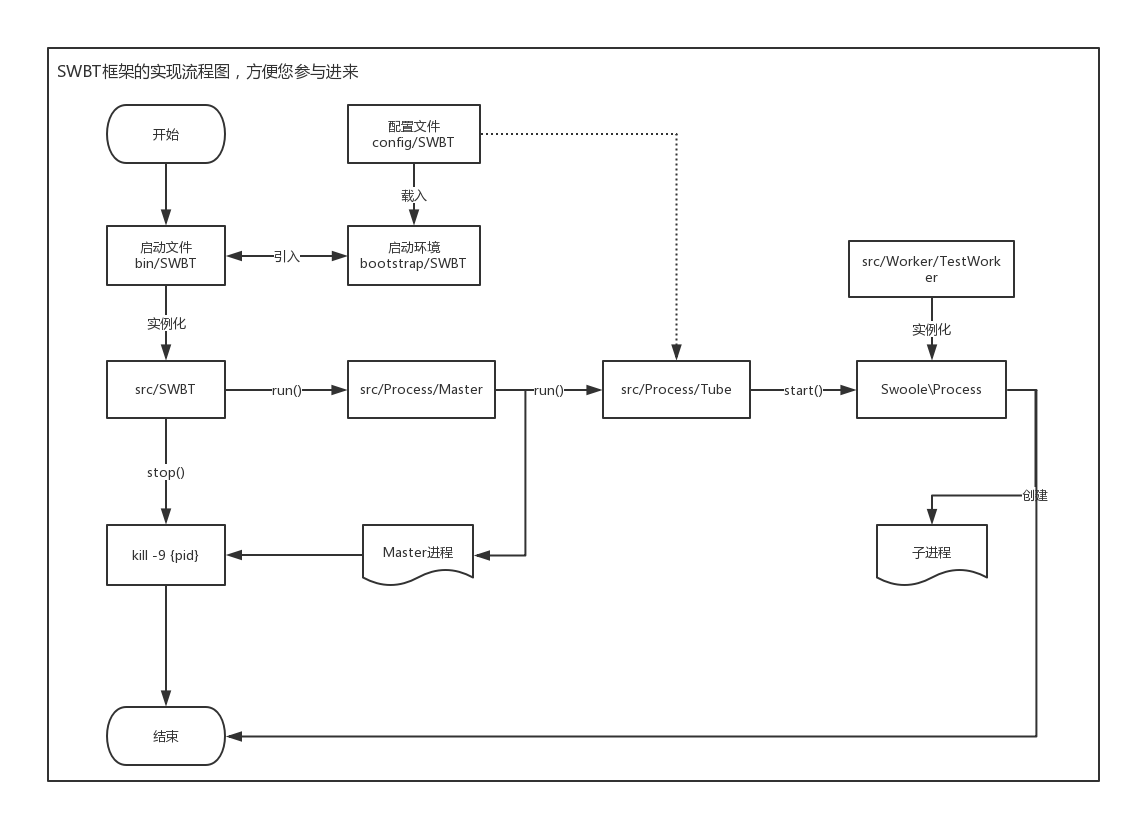 SWBT框架的实现流程图，方便您参与进来
开始
配置文件
config/SWBT
载入
启动文件
bin/SWBT
引入
启动环境
bootstrap/SWBT
src/Worker/TestWork
er
实例化
实例化
src/SWBT
run()
src/Process/Master
run()
src/Process/Tube
start()
Swoole\Process
stop()
创建
kill -9 {pid}
Master进程
子进程
结束